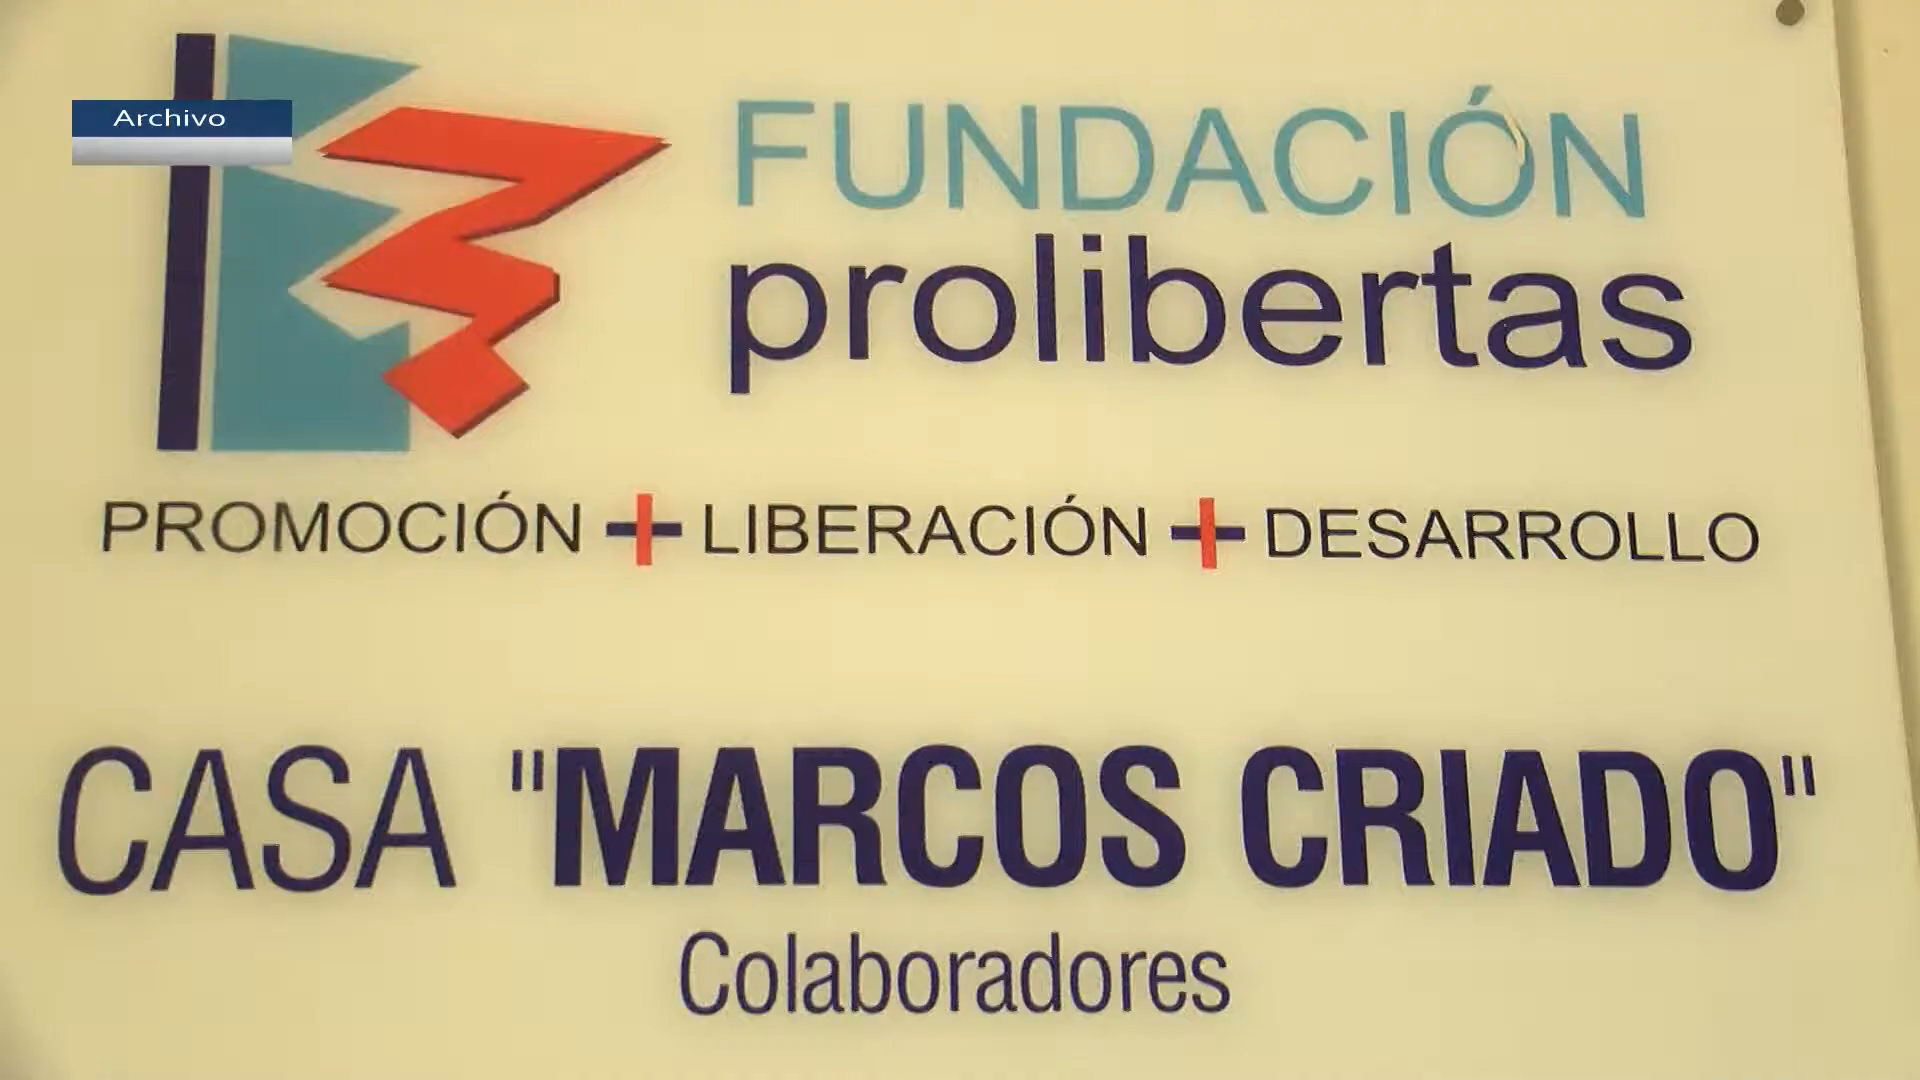 Archivo
FUNDACIÓN
prolibertas
PROMOCIÓN + LIBERACIÓN + DESARROLLO
CASA "MARCOS CRIADO"
Colaboradores